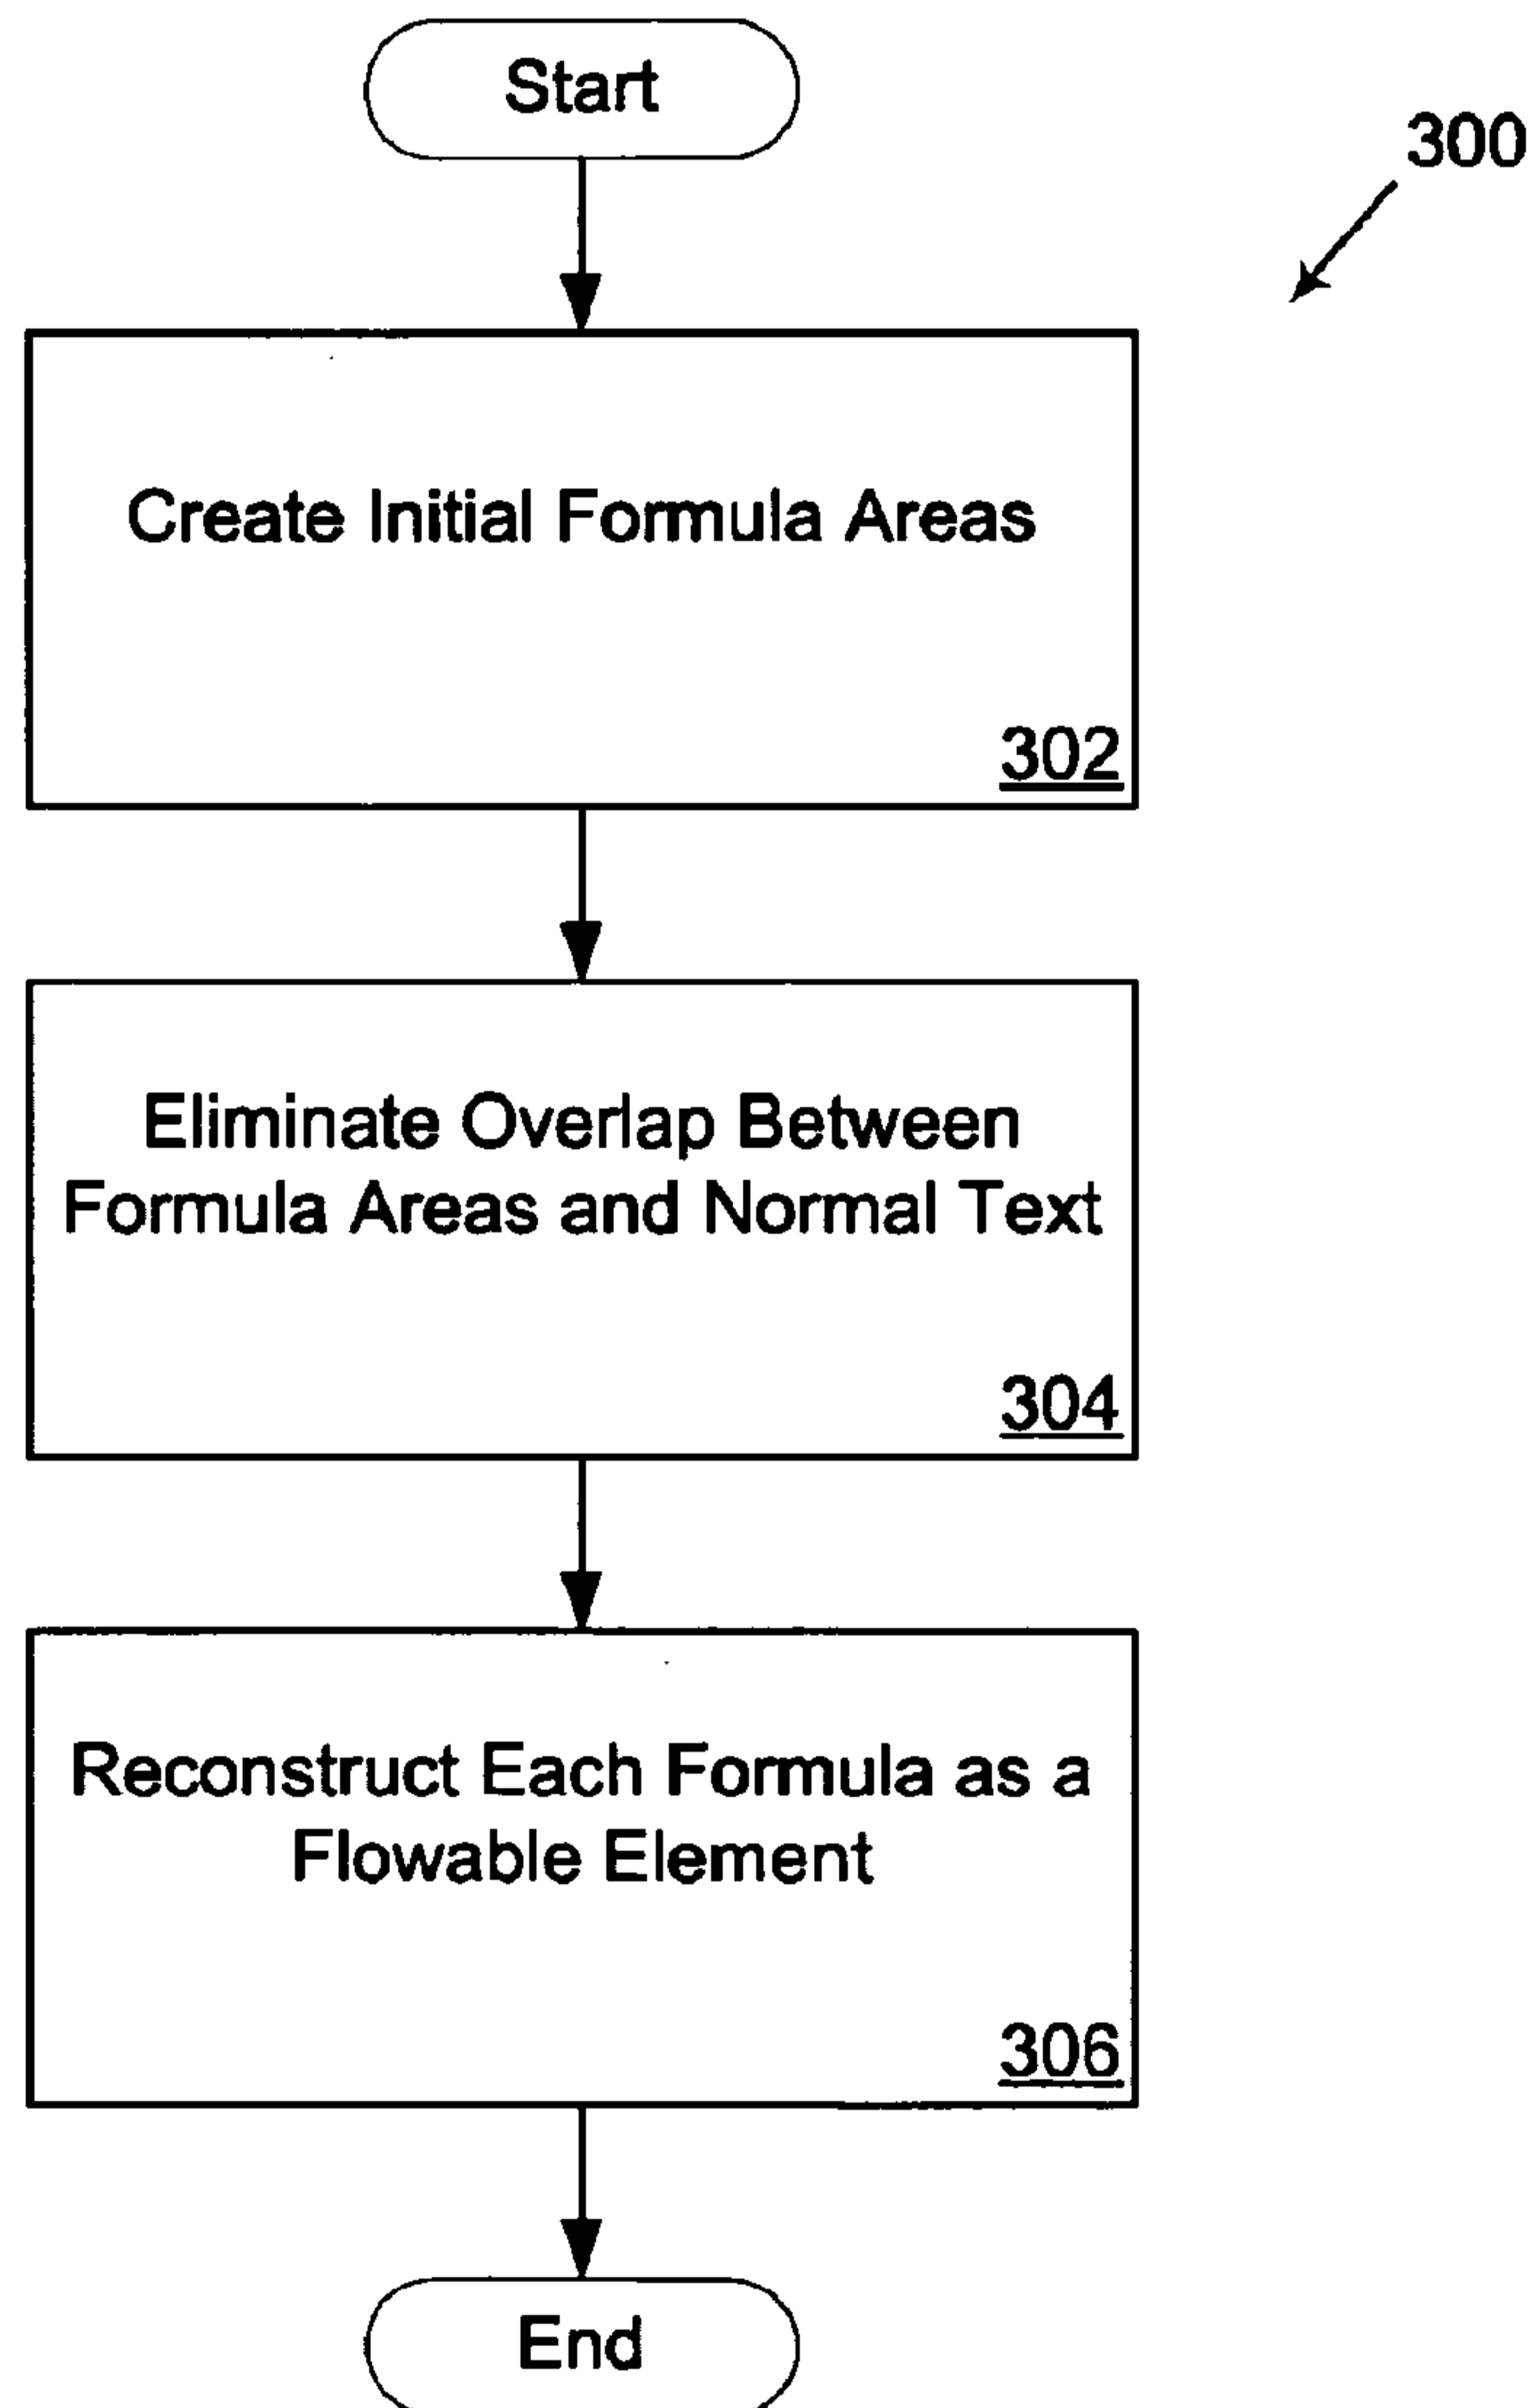 Start
300
Create Initial Formula Areas
302
Eliminate Overlap Between
Formula Areas and Normal Text
304
Reconstruct Each Formula as a
Flowable Element
306
End